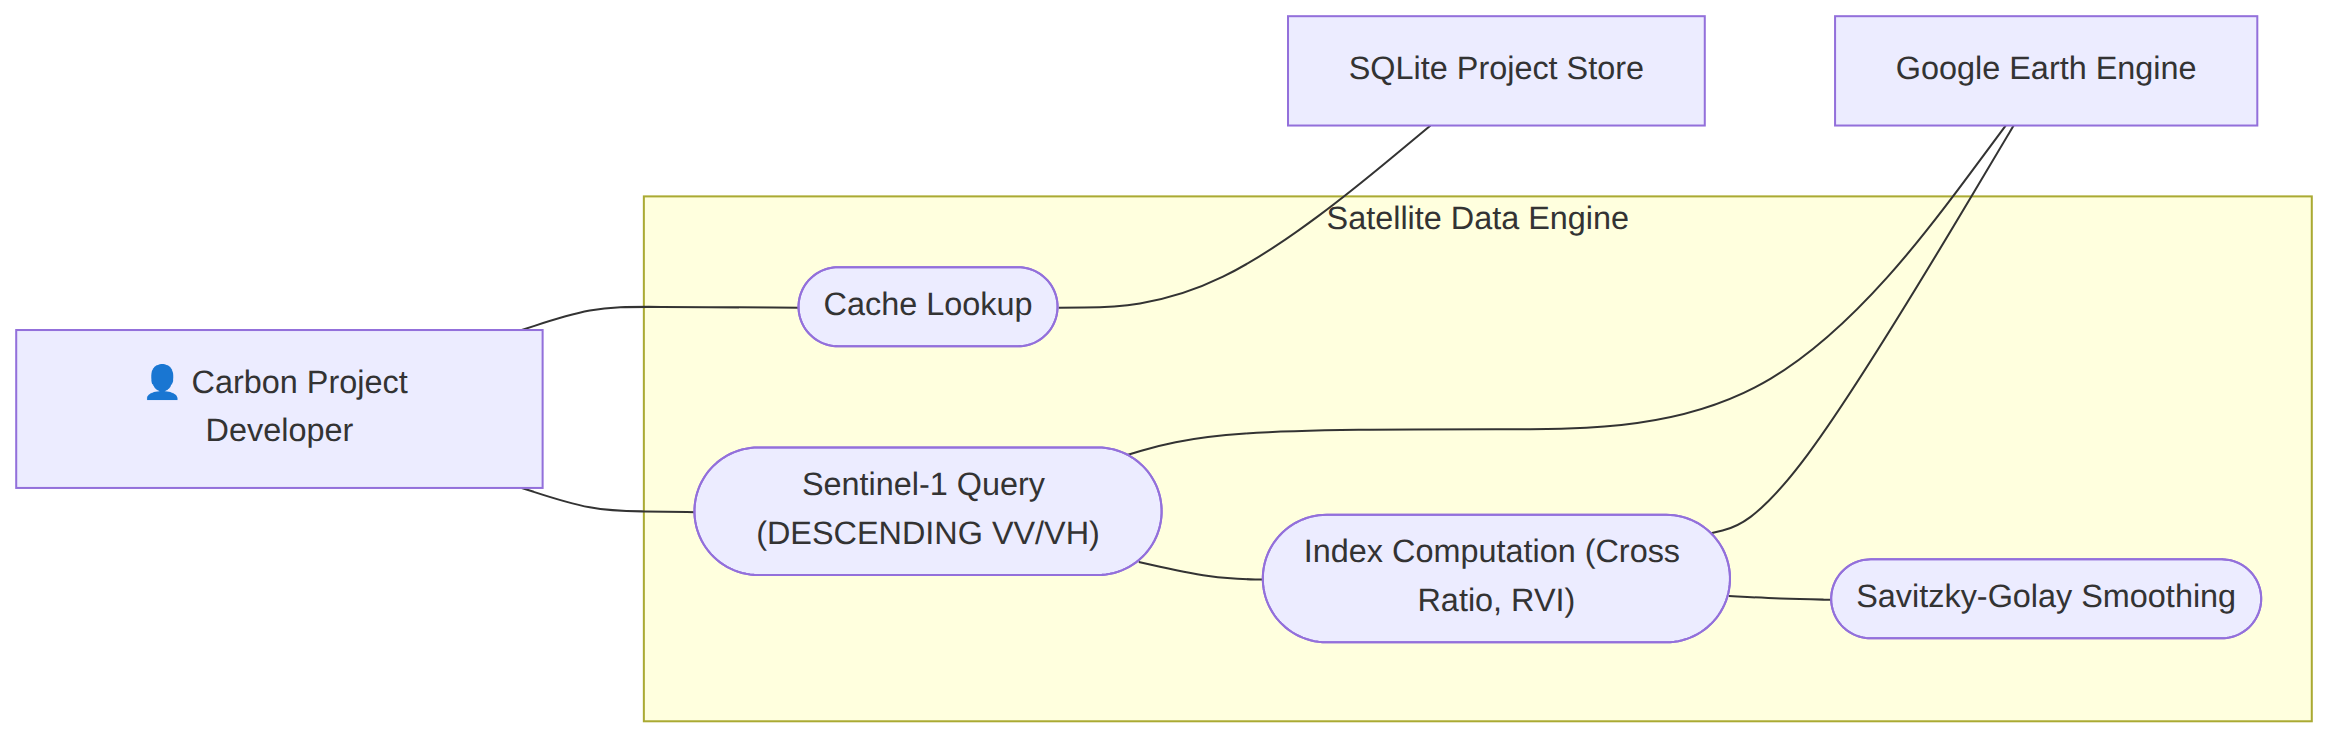 SQLite Project Store
Google Earth Engine
Satellite Data Engine
Cache Lookup
Carbon Project
Developer
Sentinel-1 Query
(DESCENDING VV/VH)
Index Computation (Cross
Ratio, RVI)
Savitzky-Golay Smoothing